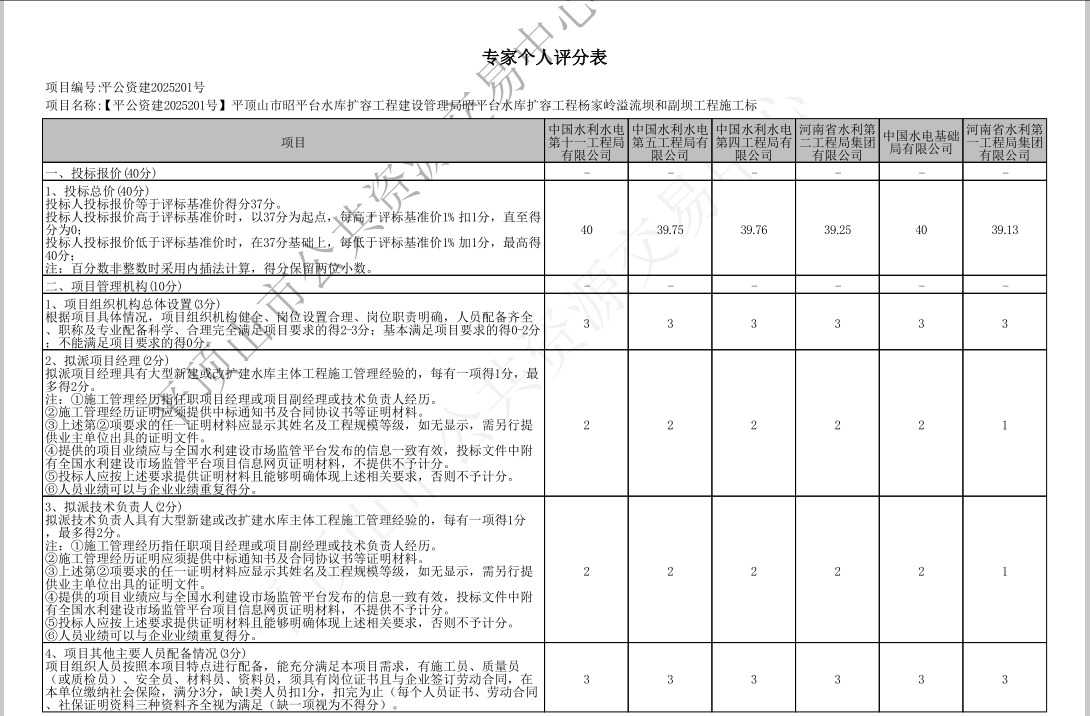 专家个人评分表
项目编号:平公资建2025201号
项目名称:【平公资建2025201号】平顶山市昭平台水库扩容工程建设管理局昭平台水库扩容工程杨家岭溢流坝和副坝工程施工标
项目
中国水利水电
第十一工程局
有限公司
中国水利水电
第五工程局有
限公司
中国水利水电
第四工程局有
限公司
河南省水利第
二工程局集团
有限公司
中国水电基础
局有限公司
河南省水利第
一工程局集团
有限公司
一、投标报价(40分)
- - - - - -
1、投标总价(40分)
投标人投标报价等于评标基准价得分37分。
投标人投标报价高于评标基准价时，以37分为起点，每高于评标基准价1% 扣1分，直至得
分为0;
投标人投标报价低于评标基准价时，在37分基础上，每低于评标基准价1% 加1分，最高得
40分;
注：百分数非整数时采用内插法计算，得分保留两位小数。
40 39.75 39.76 39.25 40 39.13
二、项目管理机构(10分)
- - - - - -
1、项目组织机构总体设置(3分)
根据项目具体情况，项目组织机构健全、岗位设置合理、岗位职责明确，人员配备齐全
、职称及专业配备科学、合理完全满足项目要求的得2-3分；基本满足项目要求的得0-2分
；不能满足项目要求的得0分。
3 3 3 3 3 3
2、拟派项目经理(2分)
拟派项目经理具有大型新建或改扩建水库主体工程施工管理经验的，每有一项得1分，最
多得2分。
注：①施工管理经历指任职项目经理或项目副经理或技术负责人经历。
②施工管理经历证明应须提供中标通知书及合同协议书等证明材料。
③上述第②项要求的任一证明材料应显示其姓名及工程规模等级，如无显示，需另行提
供业主单位出具的证明文件。
④提供的项目业绩应与全国水利建设市场监管平台发布的信息一致有效，投标文件中附
有全国水利建设市场监管平台项目信息网页证明材料，不提供不予计分。
⑤投标人应按上述要求提供证明材料且能够明确体现上述相关要求，否则不予计分。
⑥人员业绩可以与企业业绩重复得分。
2 2 2 2 2 1
3、拟派技术负责人(2分)
拟派技术负责人具有大型新建或改扩建水库主体工程施工管理经验的，每有一项得1分
，最多得2分。
注：①施工管理经历指任职项目经理或项目副经理或技术负责人经历。
②施工管理经历证明应须提供中标通知书及合同协议书等证明材料。
③上述第②项要求的任一证明材料应显示其姓名及工程规模等级，如无显示，需另行提
供业主单位出具的证明文件。
④提供的项目业绩应与全国水利建设市场监管平台发布的信息一致有效，投标文件中附
有全国水利建设市场监管平台项目信息网页证明材料，不提供不予计分。
⑤投标人应按上述要求提供证明材料且能够明确体现上述相关要求，否则不予计分。
⑥人员业绩可以与企业业绩重复得分。
2 2 2 2 2 1
4、项目其他主要人员配备情况(3分)
项目组织人员按照本项目特点进行配备，能充分满足本项目需求，有施工员、质量员
（或质检员）、安全员、材料员、资料员，须具有岗位证书且与企业签订劳动合同，在
本单位缴纳社会保险，满分3分，缺1类人员扣1分，扣完为止（每个人员证书、劳动合同
、社保证明资料三种资料齐全视为满足（缺一项视为不得分）。
3 3 3 3 3 3
平顶山市公共资源交易中心
平顶山市公共资源交易中心